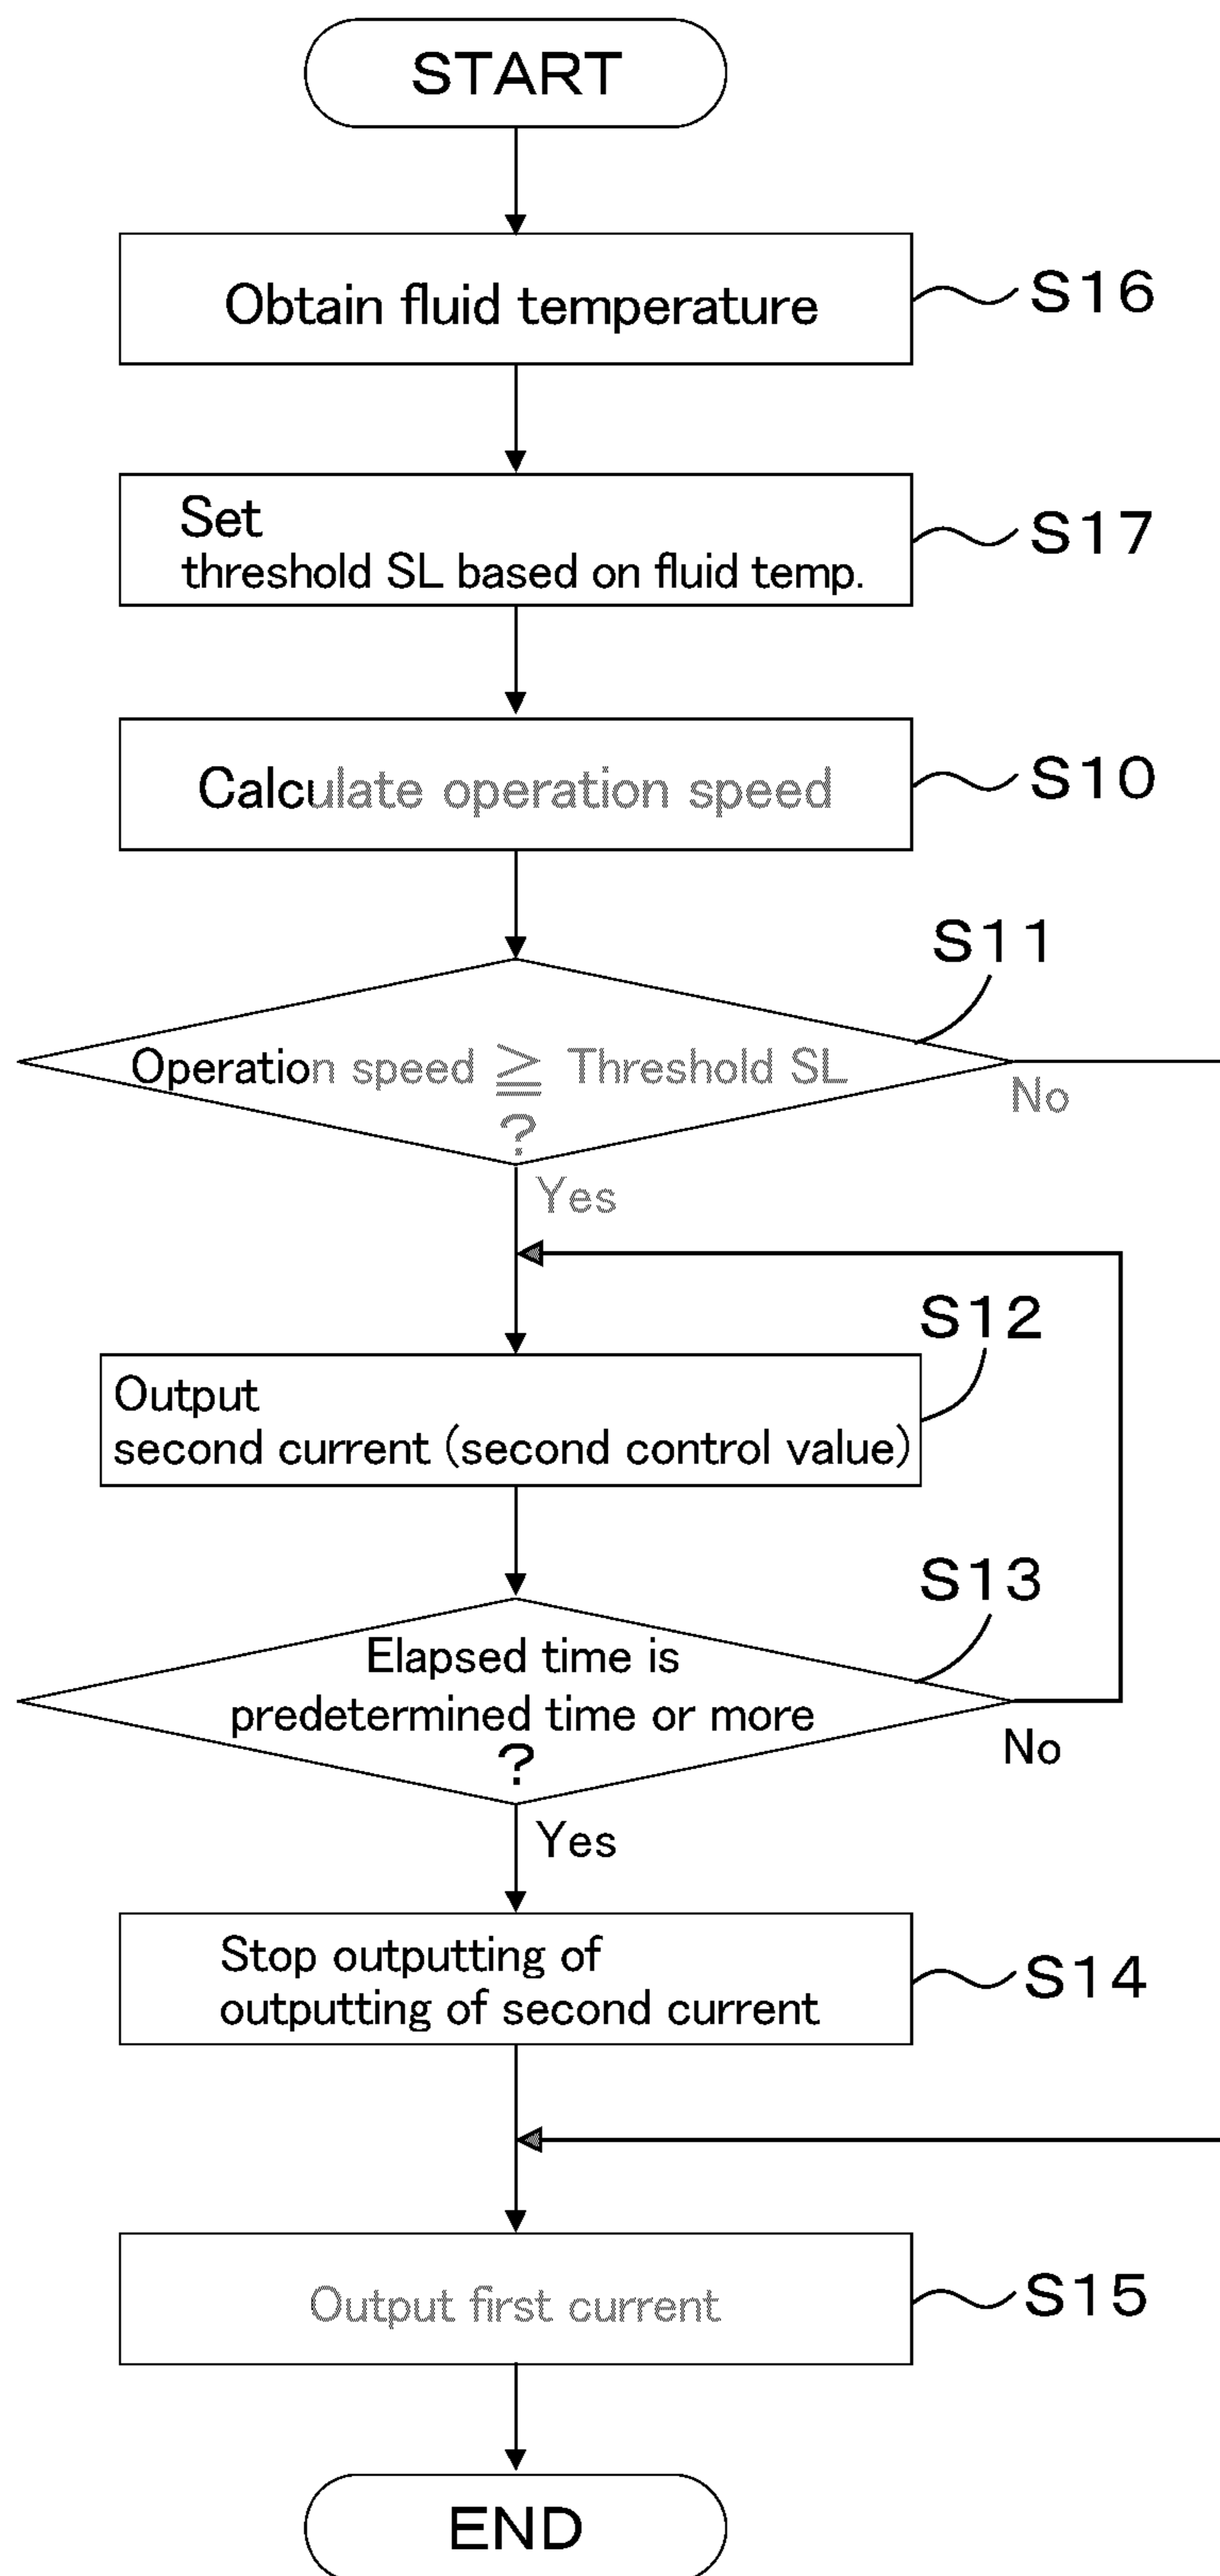 START
Obtain fluid temperature
S16
Set
threshold SL based on fluid temp.
S17
Calculate operation speed
S10
S11
Operation speed ≧ Threshold SL
?
No
Yes
S12
Output
second current (second control value)
S13
Elapsed time is
predetermined time or more
?
No
Yes
Stop outputting of
outputting of second current
S14
Output first current
S15
END